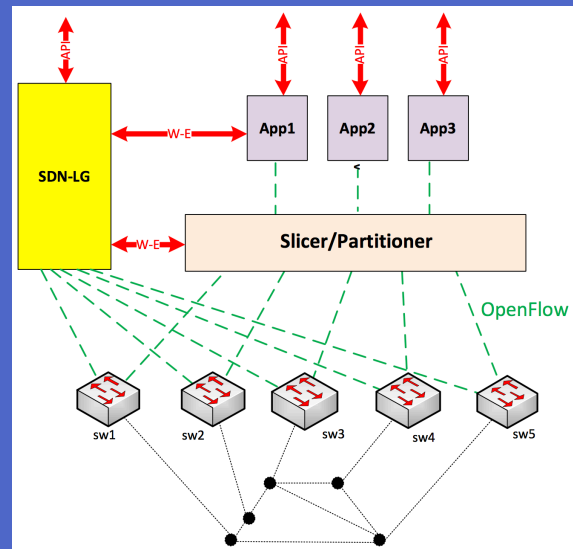 API
API
API
API
SDN-LG
W-E
App1
App2
App3
W-E
Slicer/Partitioner
OpenFlow
sw1
sw2
sw3
sw4
sw5